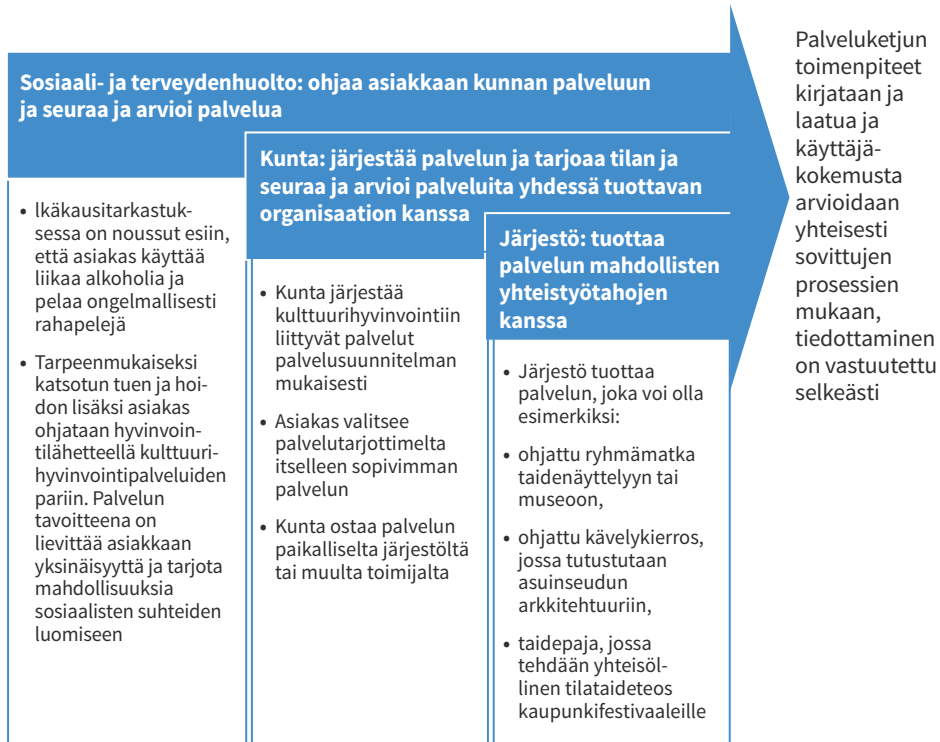 Sosiaali- ja terveydenhuolto: ohjaa asiakkaan kunnan palveluun
ja seuraa ja arvioi palvelua
• Ikäkausitarkastuk-
sessa on noussut esiin,
että asiakas käyttää
liikaa alkoholia ja
pelaa ongelmallisesti
rahapelejä
• Tarpeenmukaiseksi
katsotun tuen ja hoi-
don lisäksi asiakas
ohjataan hyvinvoin-
tilähetteellä kulttuuri-
hyvinvointipalveluiden
pariin. Palvelun
tavoitteena on
lievittää asiakkaan
yksinäisyyttä ja tarjota
mahdollisuuksia
sosiaalisten suhteiden
luomiseen
Kunta: järjestää palvelun ja tarjoaa tilan ja
seuraa ja arvioi palveluita yhdessä tuottavan
organisaation kanssa
• Kunta järjestää
kulttuurihyvinvointiin
liittyvät palvelut
palvelusuunnitelman
mukaisesti
• Asiakas valitsee
palvelutarjottimelta
itselleen sopivimman
palvelun
• Kunta ostaa palvelun
paikalliselta järjestöltä
tai muulta toimijalta
Järjestö: tuottaa
palvelun mahdollisten
yhteistyötahojen
kanssa
• Järjestö tuottaa
palvelun, joka voi olla
esimerkiksi:
• ohjattu ryhmämatka
taidenäyttelyyn tai
museoon,
• ohjattu kävelykierros,
jossa tutustutaan
asuinseudun
arkkitehtuuriin,
• taidepaja, jossa
tehdään yhteisöl-
linen tilataideteos
kaupunkifestivaaleille
Palveluketjun
toimenpiteet
kirjataan ja
laatua ja
käyttäjä-
kokemusta
arvioidaan
yhteisesti
sovittujen
prosessien
mukaan,
tiedottaminen
on vastuutettu
selkeästi